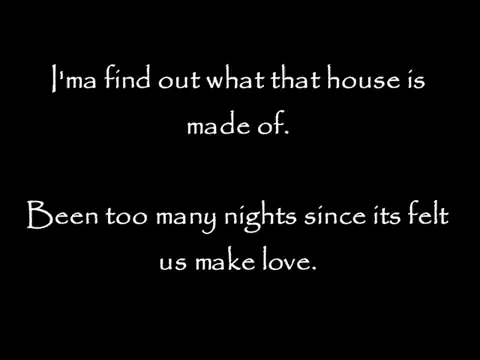 I'ma find out what that house is
made of.
Been too many nights since its felt
us make love.